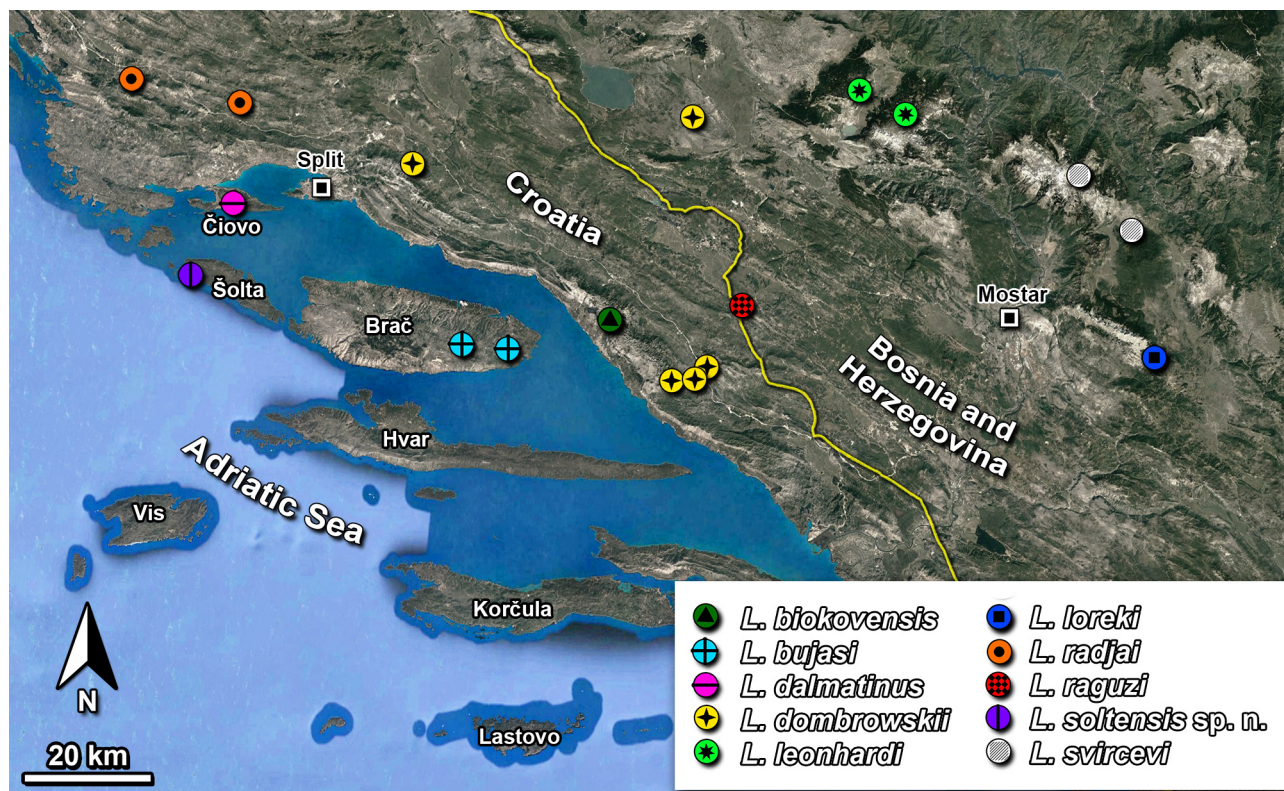 Split
Croatia
Čiovo
Šolta
Brač
Mostar
Bosnia and
Herzegovina
Hvar
Adriatic Sea
Vis
Korčula
Lastovo
N
20 km
L. biokovensis
L. bujasi
L. dalmatinus
L. dombrowskii
L. leonhardi
L. loreki
L. radjai
L. raguzi
L. soltensis sp. n.
L. svircevi